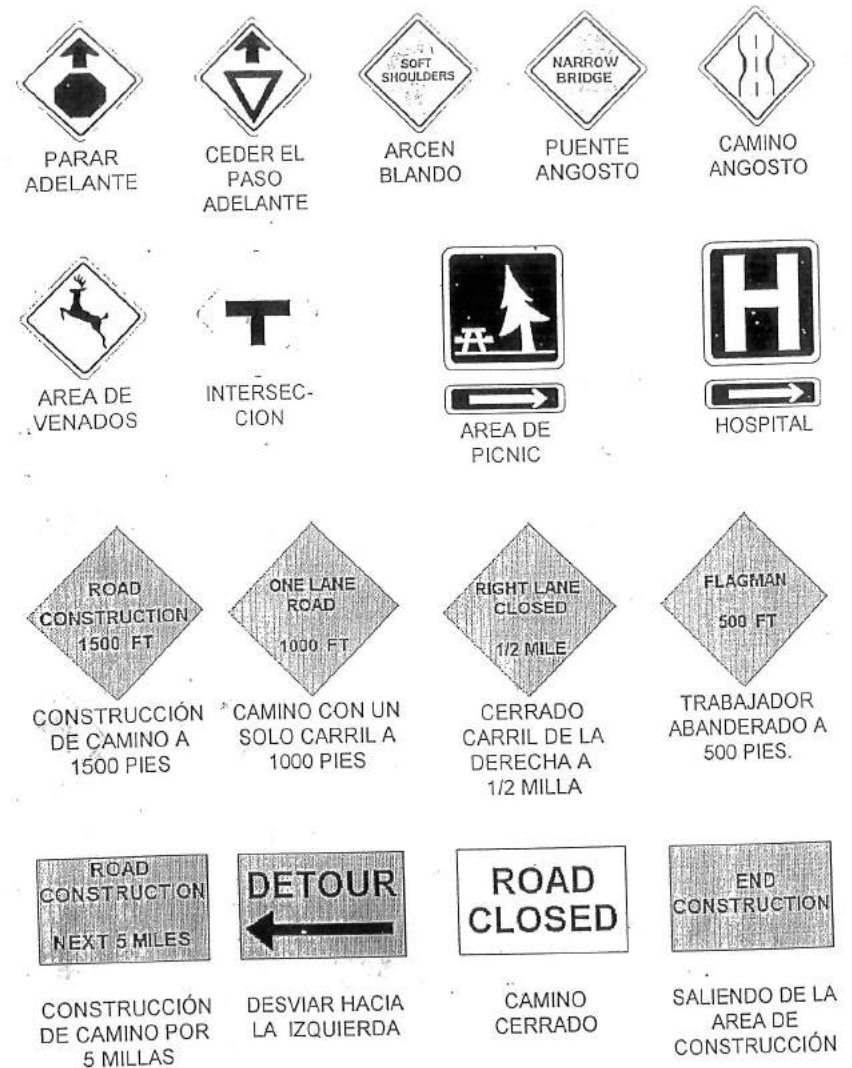 SOFT
SHOULDERS
NARROW
BRIDGE
PARAR
ADELANTE
CEDER EL
PASO
ADELANTE
ARCEN
BLANDO
PUENTE
ANGOSTO
CAMINO
ANGOSTO
H
AREA DE
VENADOS
INTERSEC-
CION
AREA DE
PICNIC
HOSPITAL
ROAD
CONSTRUCTION
1500 FT
ONE LANE
ROAD
1000 FT
RIGHT LANE
CLOSED
1/2 MILE
FLAGMAN
500 FT
CONSTRUCCIÓN
DE CAMINO A
1500 PIES
CAMINO CON UN
SOLO CARRIL A
1000 PIES
CERRADO
CARRIL DE LA
DERECHA A
1/2 MILLA
TRABAJADOR
ABANDERADO A
500 PIES.
ROAD
CONSTRUCTION
NEXT 5 MILES
DETOUR
ROAD
CLOSED
END
CONSTRUCTION
CONSTRUCCIÓN
DE CAMINO POR
5 MILLAS
DESVIAR HACIA
LA IZQUIERDA
CAMINO
CERRADO
SALIENDO DE LA
AREA DE
CONSTRUCCIÓN